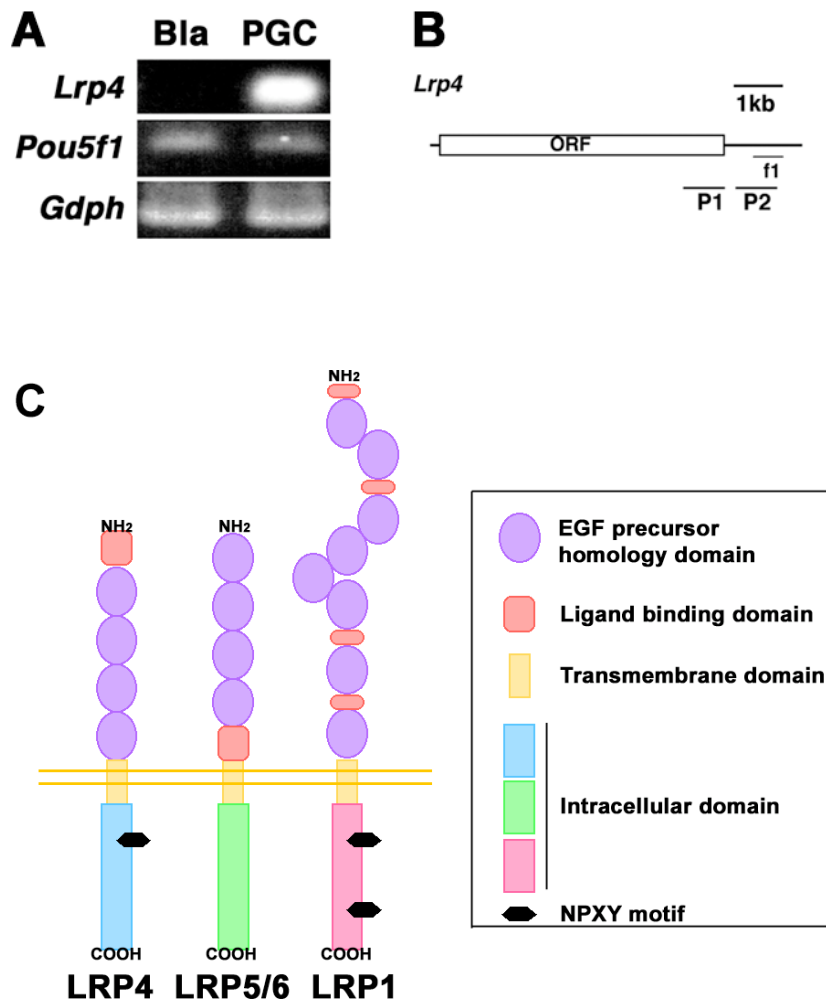 A
Bla PGC
Lrp4
Pou5f1
Gdph
B
Lrp4
1kb
ORF
f1
P1 P2
C
NH2
NH2
NH2
COOH
COOH
COOH
LRP4
LRP5/6
LRP1
EGF precursor
homology domain
Ligand binding domain
Transmembrane domain
Intracellular domain
NPXY motif